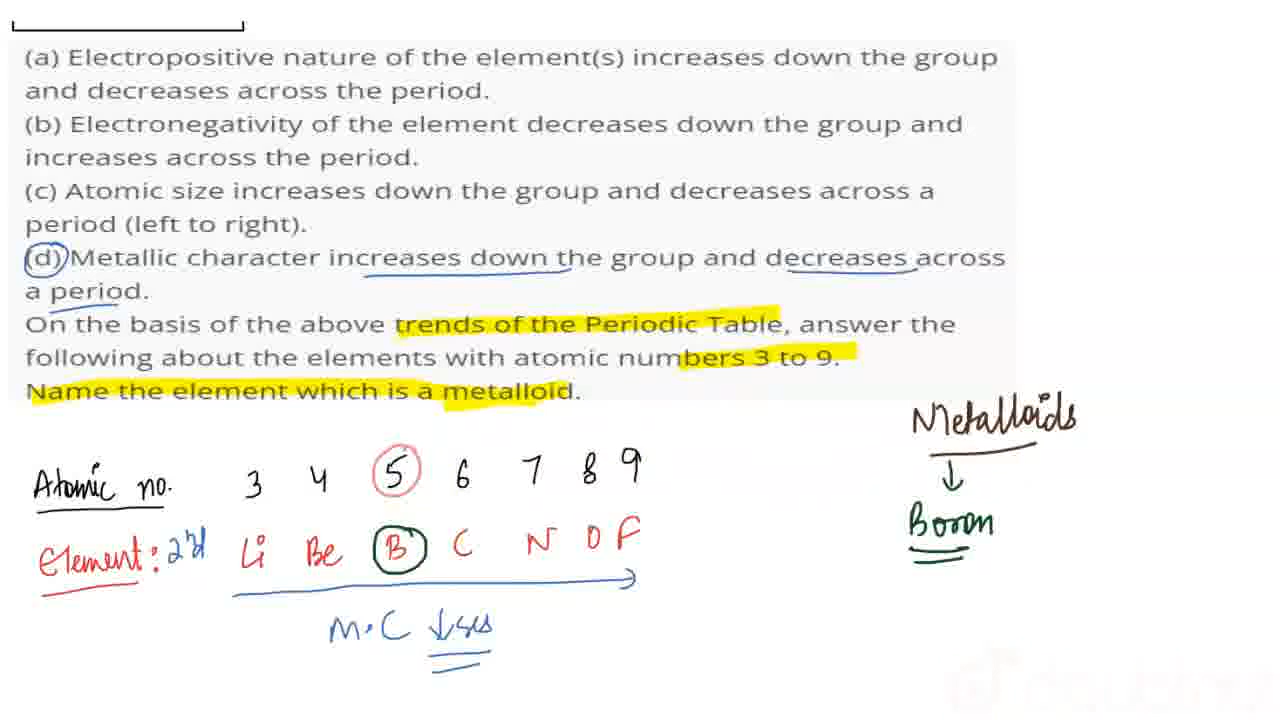 (a) Electropositive nature of the element(s) increases down the group
and decreases across the period.
(b) Electronegativity of the element decreases down the group and
increases across the period.
(c) Atomic size increases down the group and decreases across a
period (left to right).
(d) Metallic character increases down the group and decreases across
a period.
On the basis of the above trends of the Periodic Table, answer the
following about the elements with atomic numbers 3 to 9.
Name the element which is a metalloid.
Metalloids
↓
Boron
Atomic no. 3 4 5 6 7 8 9
Element: 2nd Li Be B C N O F
M.C ↓ses
doubtnut